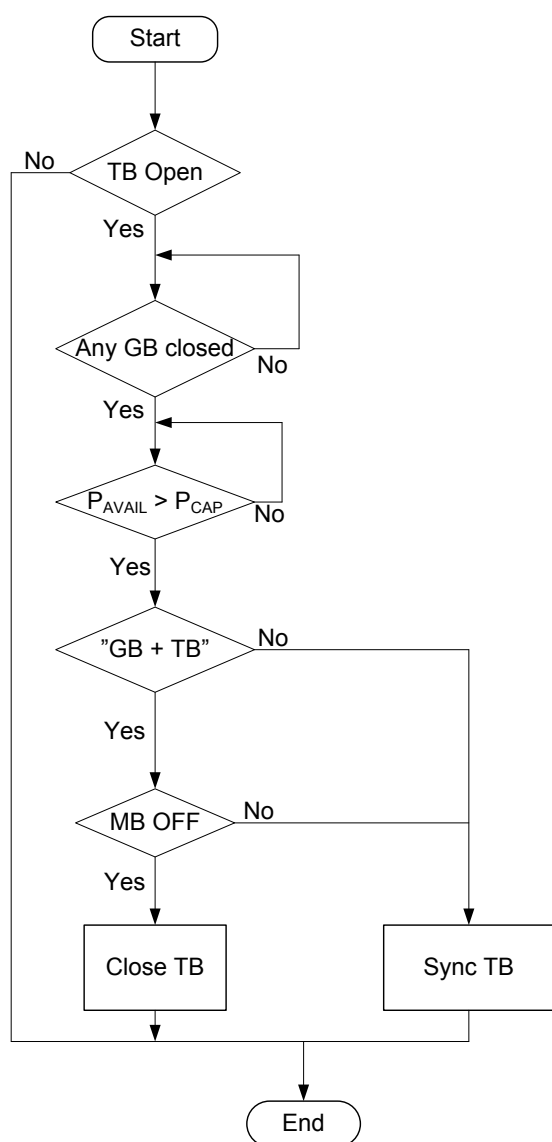 Start
No
TB Open
Yes
Any GB closed
No
Yes
PAVAIL > PCAP
No
Yes
”GB + TB”
No
Yes
MB OFF
No
Yes
Close TB
Sync TB
End